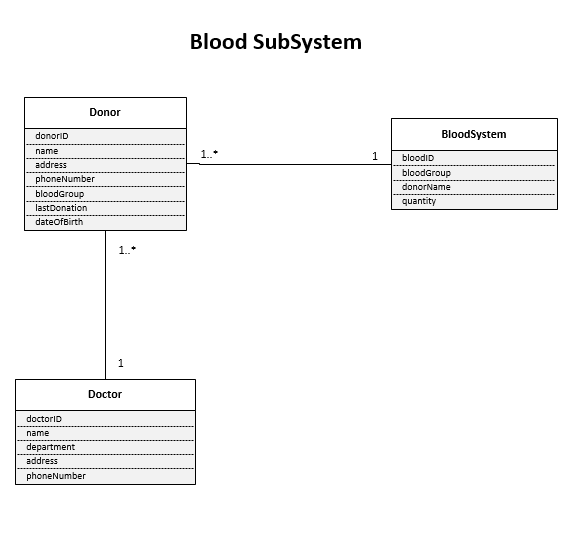 Blood SubSystem
Donor
donorID
name
address
phoneNumber
bloodGroup
lastDonation
dateOfBirth
1..*
1
BloodSystem
bloodID
bloodGroup
donorName
quantity
1..*
1
Doctor
doctorID
name
department
address
phoneNumber